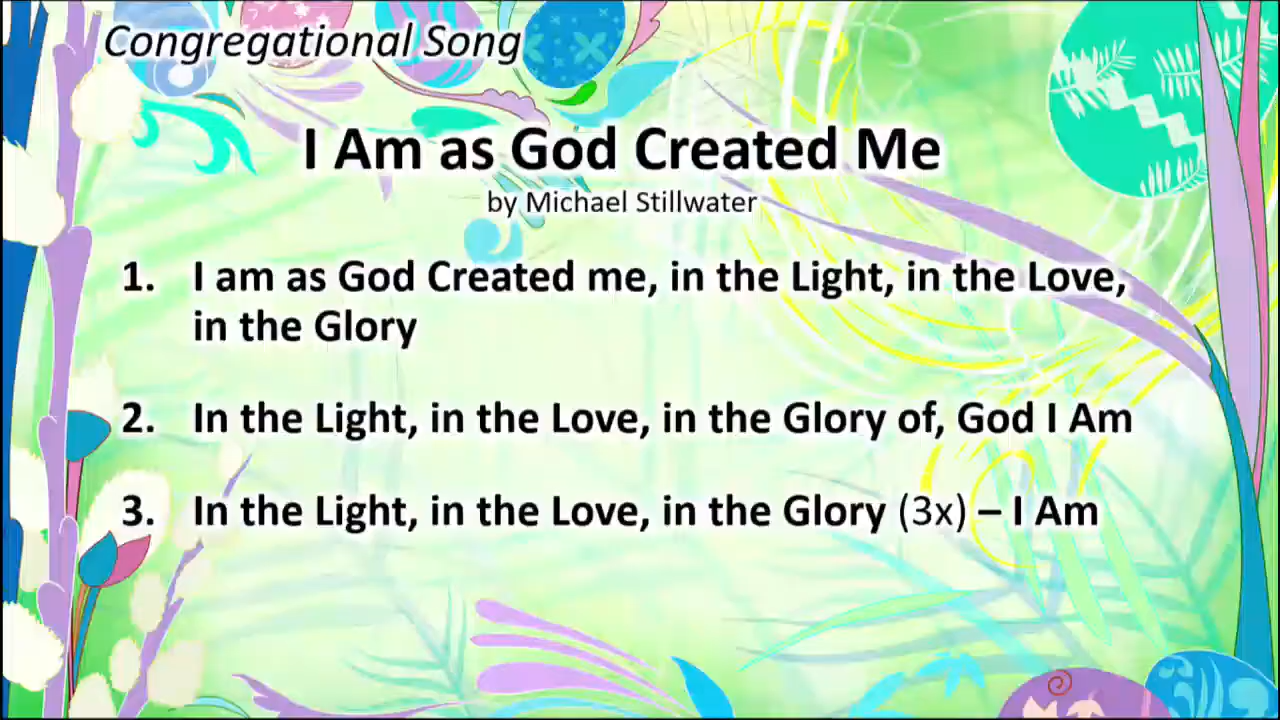 Congregational Song
I Am as God Created Me
by Michael Stillwater
1. I am as God Created me, in the Light, in the Love,
in the Glory
2. In the Light, in the Love, in the Glory of, God I Am
3. In the Light, in the Love, in the Glory (3x) – I Am